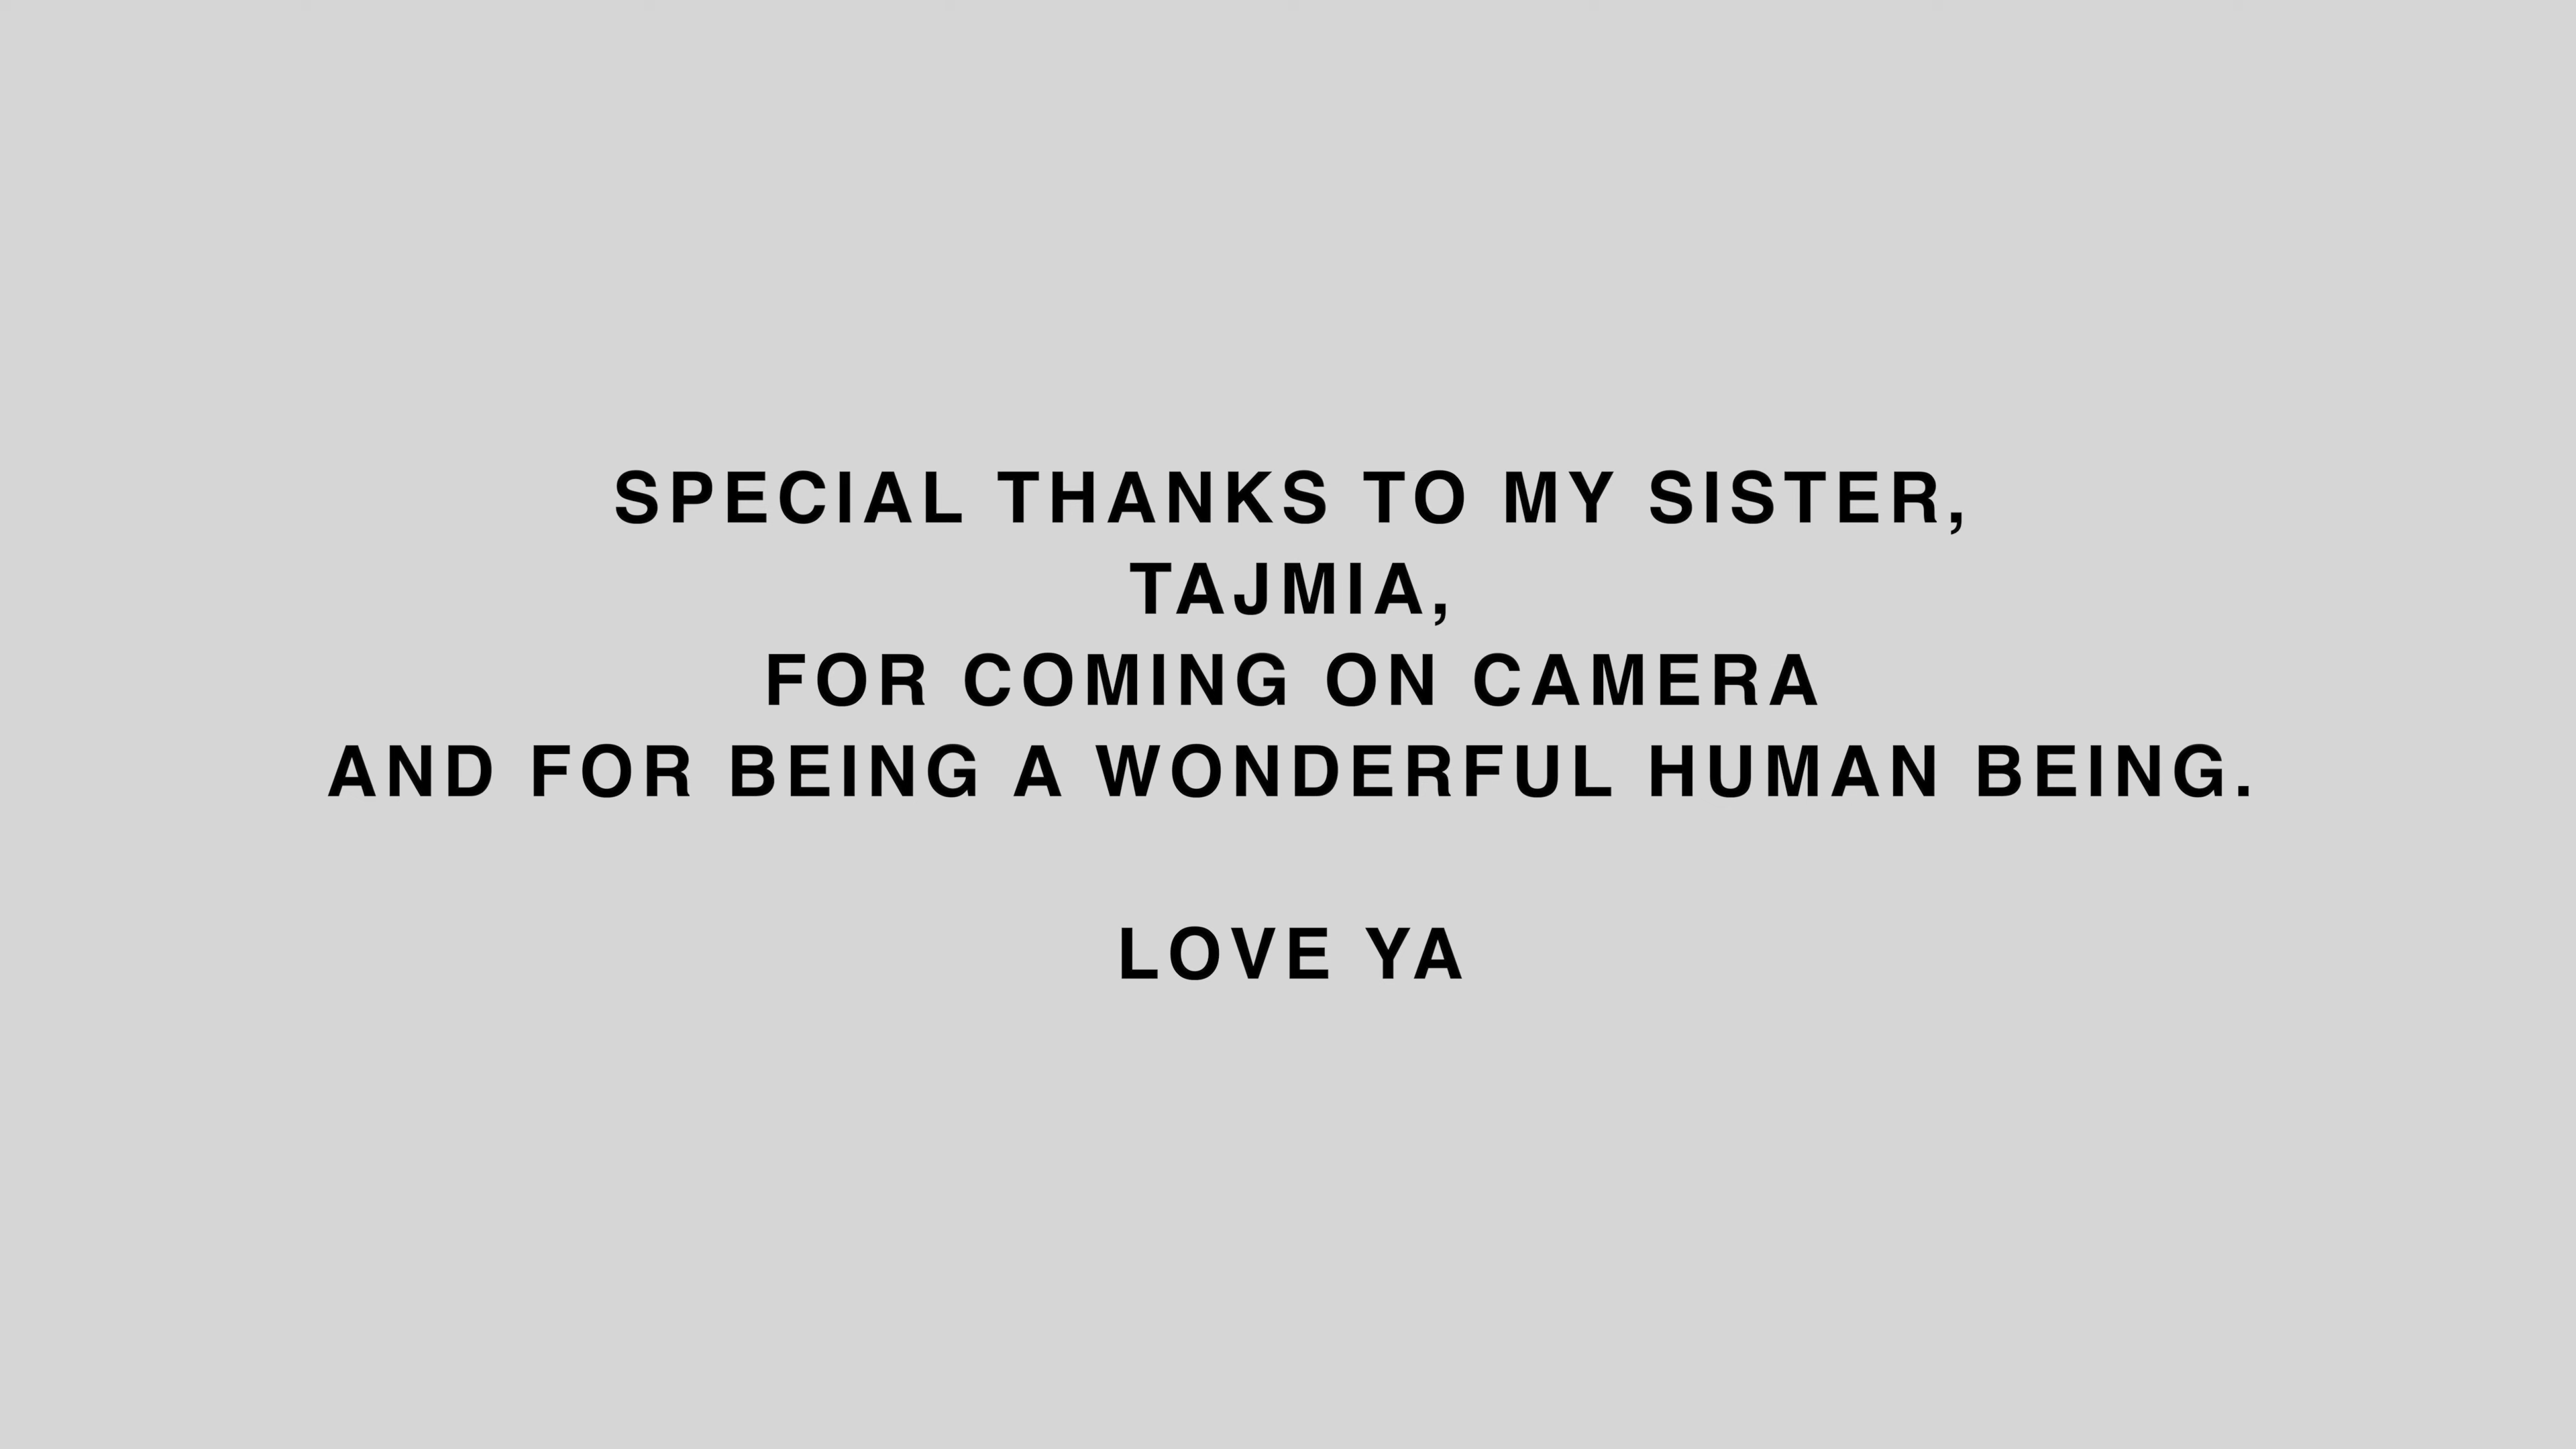 SPECIAL THANKS TO MY SISTER,
TAJMIA,
FOR COMING ON CAMERA
AND FOR BEING A WONDERFUL HUMAN BEING.
LOVE YA